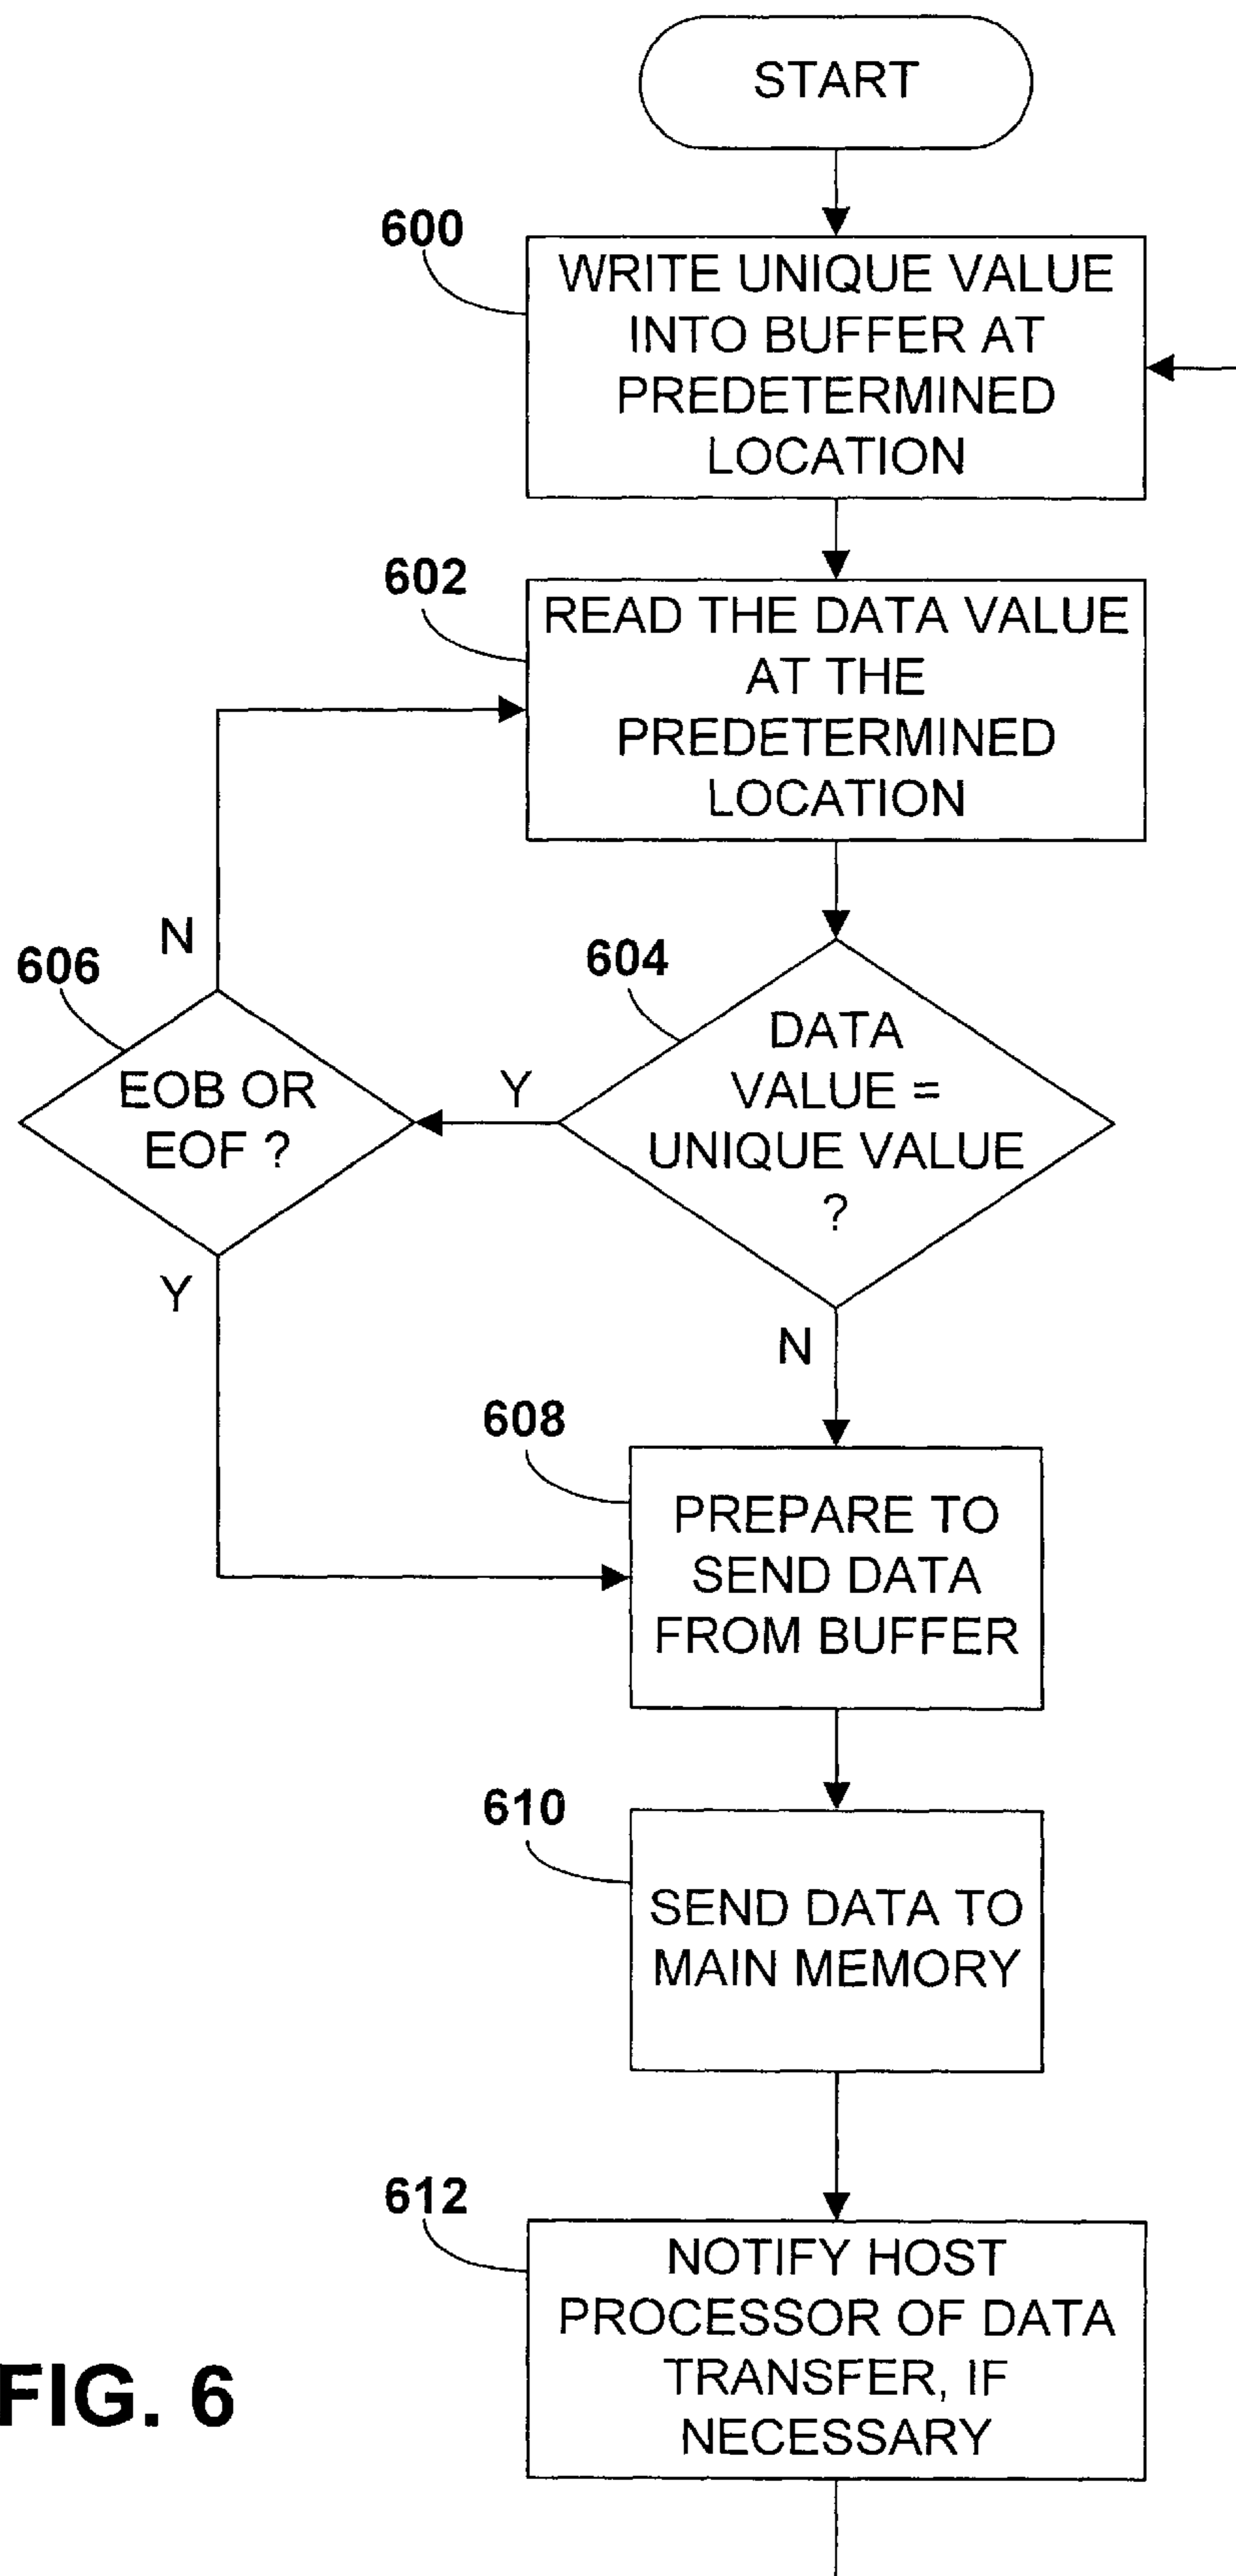 START
600
WRITE UNIQUE VALUE
INTO BUFFER AT
PREDETERMINED
LOCATION
602
READ THE DATA VALUE
AT THE
PREDETERMINED
LOCATION
N
606
EOB OR
EOF ?
Y
604
DATA
VALUE =
UNIQUE VALUE
?
Y
N
608
PREPARE TO
SEND DATA
FROM BUFFER
610
SEND DATA TO
MAIN MEMORY
612
NOTIFY HOST
PROCESSOR OF DATA
TRANSFER, IF
NECESSARY
FIG. 6